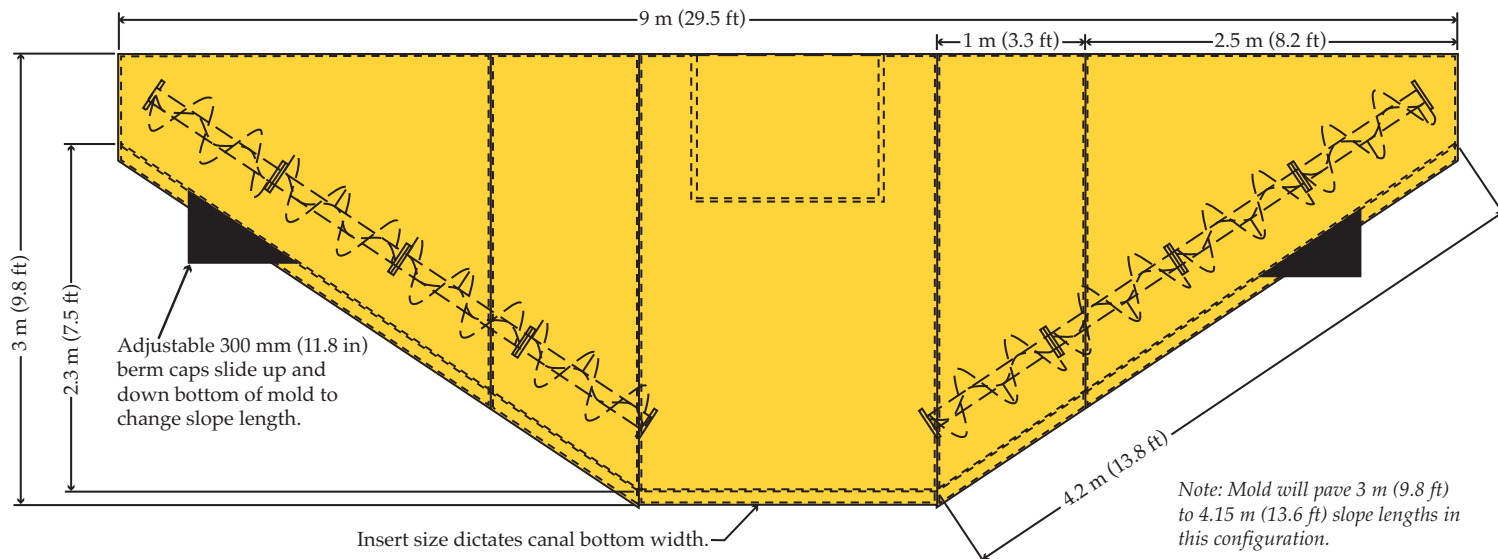 9 m (29.5 ft)
1 m (3.3 ft)
2.5 m (8.2 ft)
3 m (9.8 ft)
2.3 m (7.5 ft)
Adjustable 300 mm (11.8 in)
berm caps slide up and
down bottom of mold to
change slope length.
4.2 m (13.8 ft)
Insert size dictates canal bottom width.
Note: Mold will pave 3 m (9.8 ft)
to 4.15 m (13.6 ft) slope lengths in
this configuration.